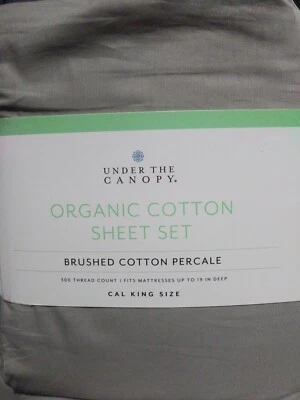 UNDER THE
CANOPY®
ORGANIC COTTON
SHEET SET
BRUSHED COTTON PERCALE
300 THREAD COUNT | FITS MATTRESSES UP TO 19 IN DEEP
CAL KING SIZE